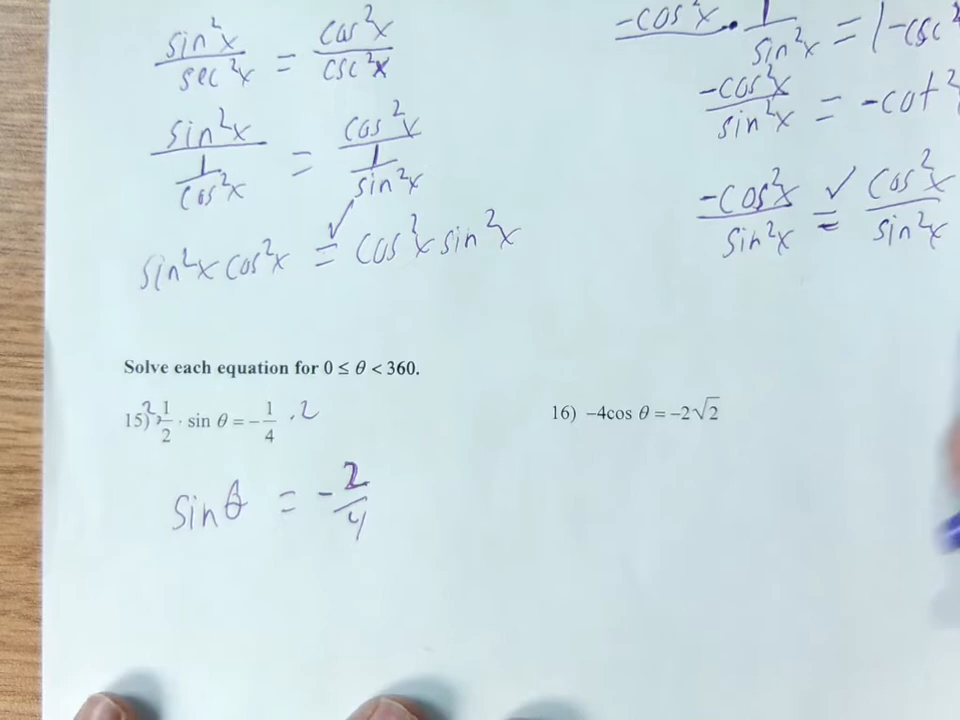 sin²x / sec²x = cos²x / csc²x
sin²x / (1 / cos²x) = cos²x / (1 / sin²x)
sin²x cos²x =✓ cos²x sin²x
-cos²x · 1 / sin²x = 1-csc²
-cos²x / sin²x = -cot²
-cos²x / sin²x =✓ cos²x / sin²x
Solve each equation for 0 ≤ θ < 360.
15) 2· 1/2 · sin θ = -1/4 ·2
sin θ = -2/4
16) -4cos θ = -2√2